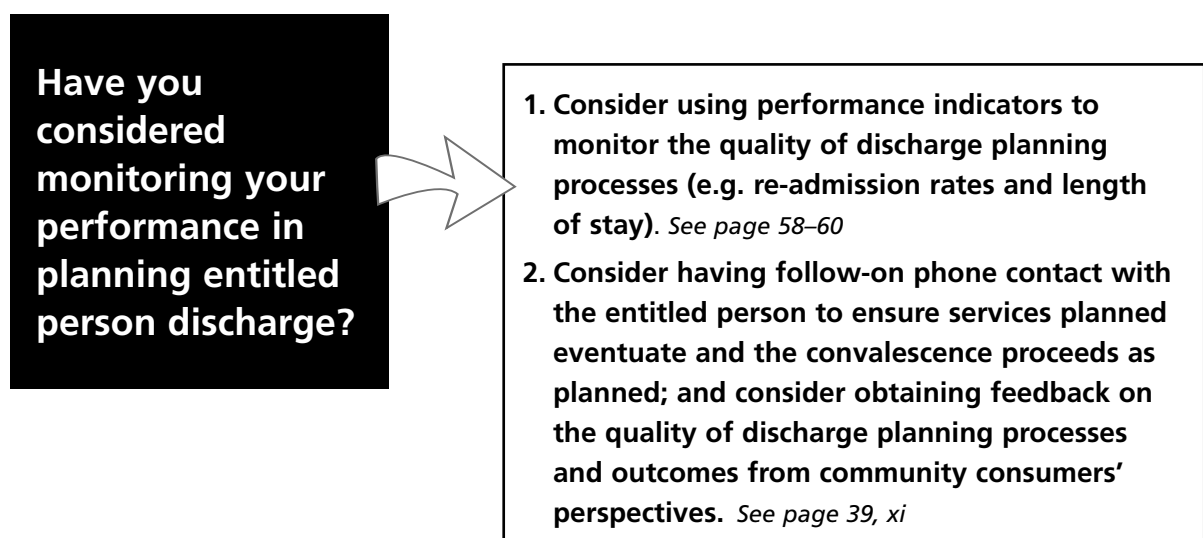 Have you
considered
monitoring your
performance in
planning entitled
person discharge?
1. Consider using performance indicators to
monitor the quality of discharge planning
processes (e.g. re-admission rates and length
of stay). See page 58–60
2. Consider having follow-on phone contact with
the entitled person to ensure services planned
eventuate and the convalescence proceeds as
planned; and consider obtaining feedback on
the quality of discharge planning processes
and outcomes from community consumers’
perspectives. See page 39, xi